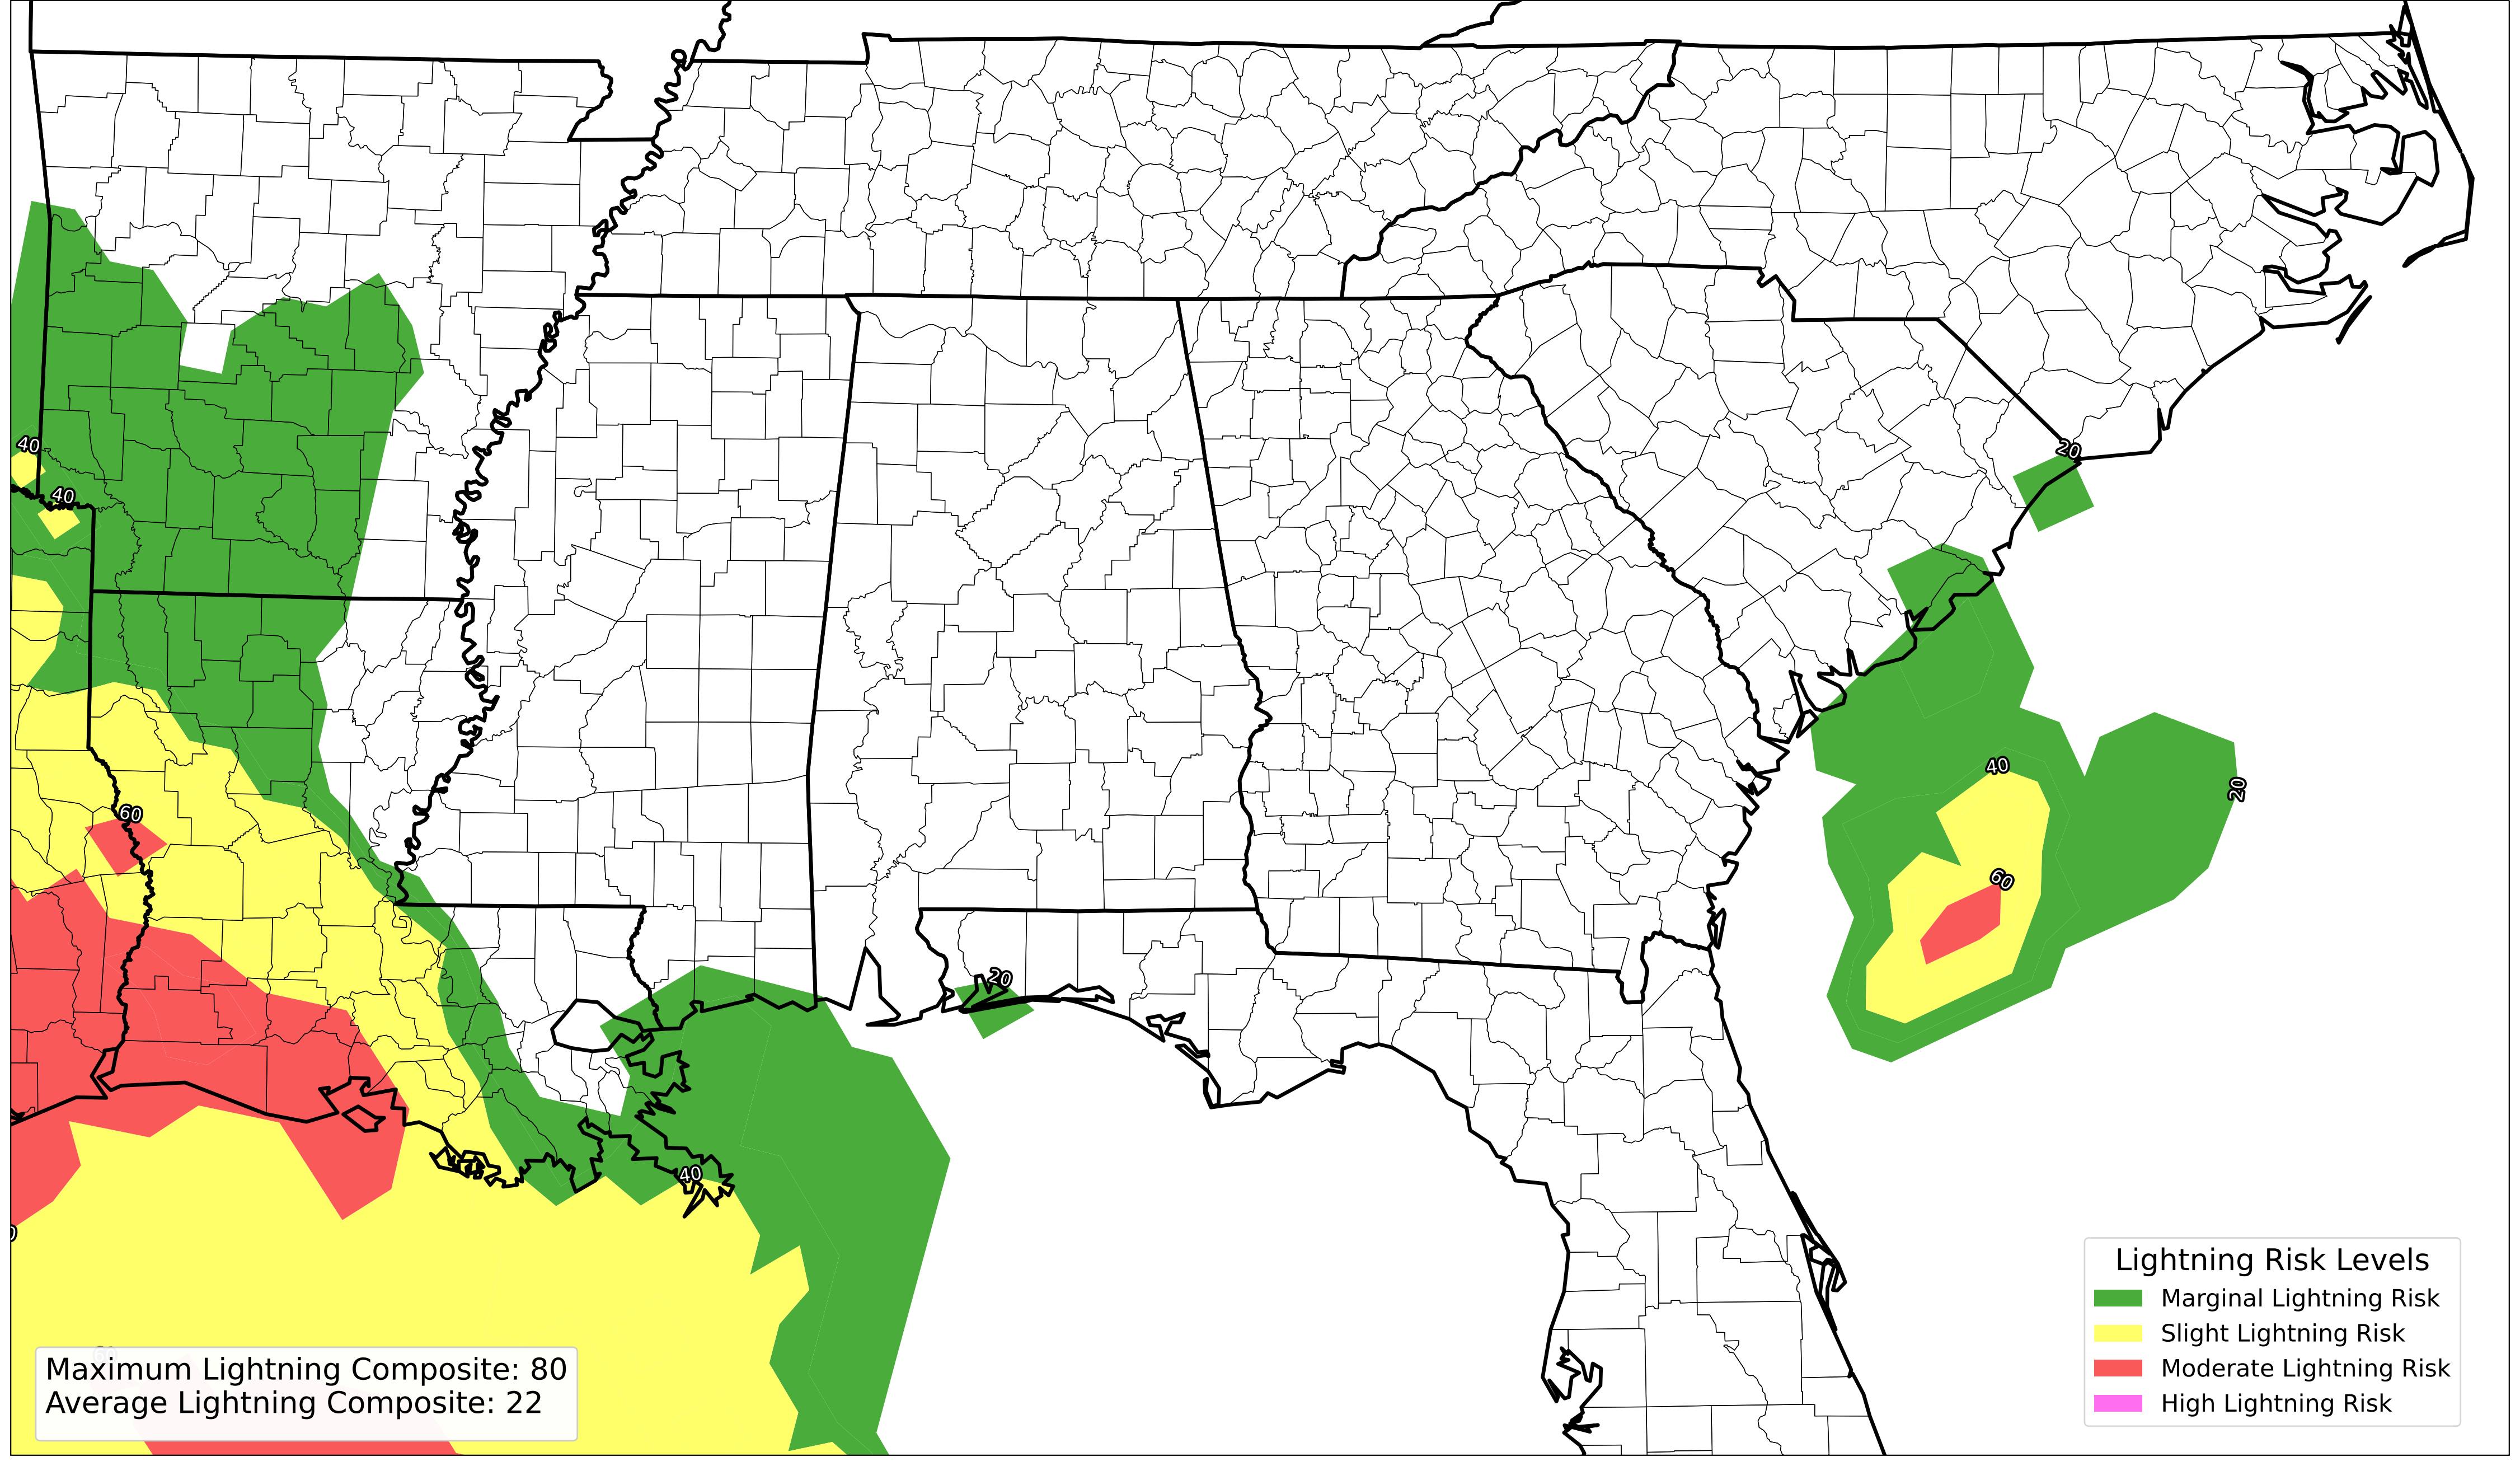 40
40
20
40
20
60
60
20
40
Lightning Risk Levels
Marginal Lightning Risk
Slight Lightning Risk
Moderate Lightning Risk
High Lightning Risk
Maximum Lightning Composite: 80
Average Lightning Composite: 22